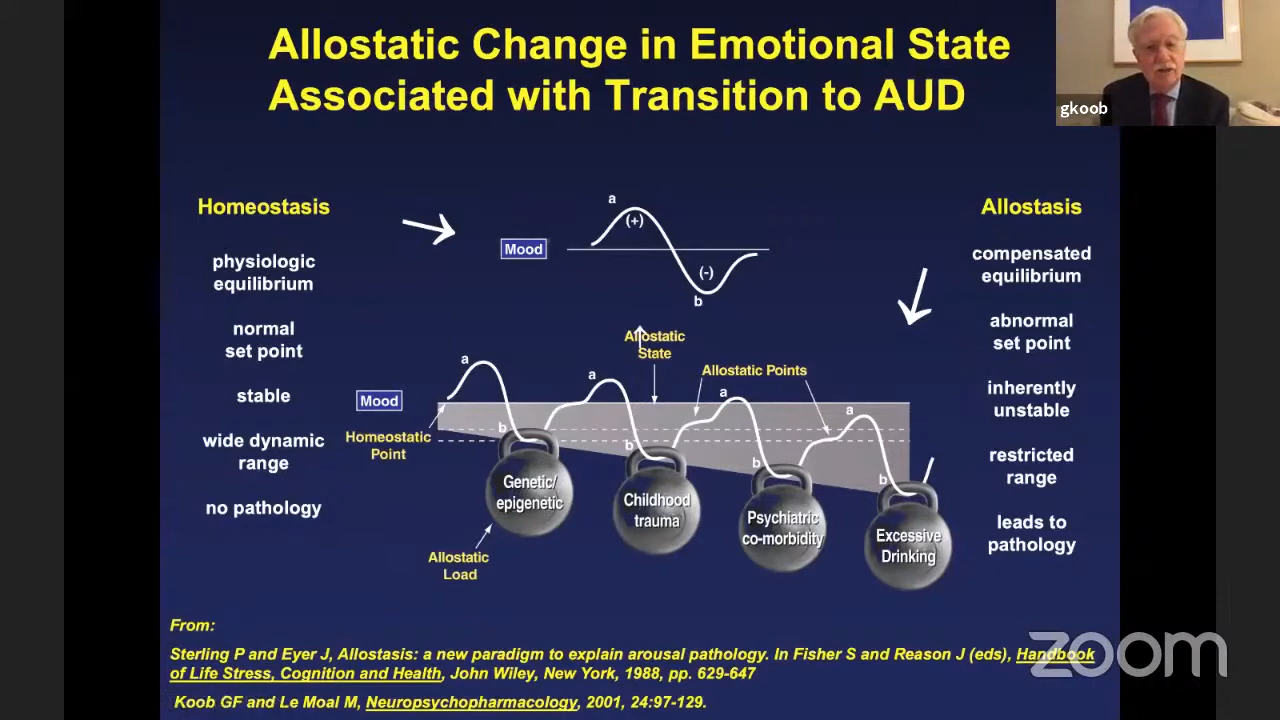 Allostatic Change in Emotional State
Associated with Transition to AUD
gkoob
Homeostasis
physiologic
equilibrium
normal
set point
stable
wide dynamic
range
no pathology
a
(+)
Mood
(-)
b
Allostasis
compensated
equilibrium
abnormal
set point
inherently
unstable
restricted
range
leads to
pathology
Allostatic
State
Allostatic Points
a
a
a
a
Mood
Homeostatic
Point
b
b
b
b
Genetic/
epigenetic
Childhood
trauma
Psychiatric
co-morbidity
Excessive
Drinking
Allostatic
Load
From:
Sterling P and Eyer J, Allostasis: a new paradigm to explain arousal pathology. In Fisher S and Reason J (eds), Handbook
of Life Stress, Cognition and Health, John Wiley, New York, 1988, pp. 629-647
Koob GF and Le Moal M, Neuropsychopharmacology, 2001, 24:97-129.
zoom